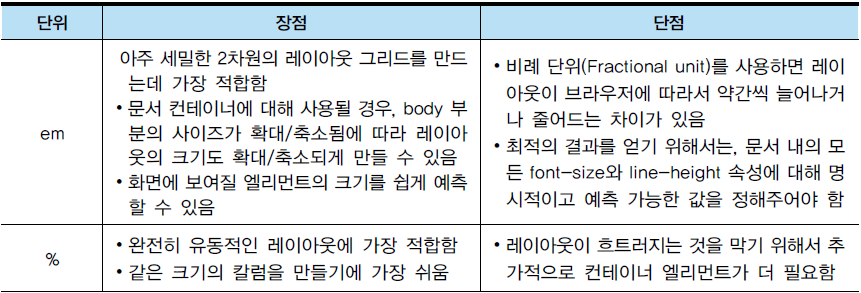 단위 장점 단점
em
아주 세밀한 2차원의 레이아웃 그리드를 만드
는데 가장 적합함
• 문서 컨테이너에 대해 사용될 경우, body 부
분의 사이즈가 확대/축소됨에 따라 레이아
웃의 크기도 확대/축소되게 만들 수 있음
• 화면에 보여질 엘리먼트의 크기를 쉽게 예측
할 수 있음
• 비례 단위(Fractional unit)를 사용하면 레이
아웃이 브라우저에 따라서 약간씩 늘어나거
나 줄어드는 차이가 있음
• 최적의 결과를 얻기 위해서는, 문서 내의 모
든 font-size와 line-height 속성에 대해 명
시적이고 예측 가능한 값을 정해주어야 함
%
• 완전히 유동적인 레이아웃에 가장 적합함
• 같은 크기의 칼럼을 만들기에 가장 쉬움
• 레이아웃이 흐트러지는 것을 막기 위해서 추
가적으로 컨테이너 엘리먼트가 더 필요함